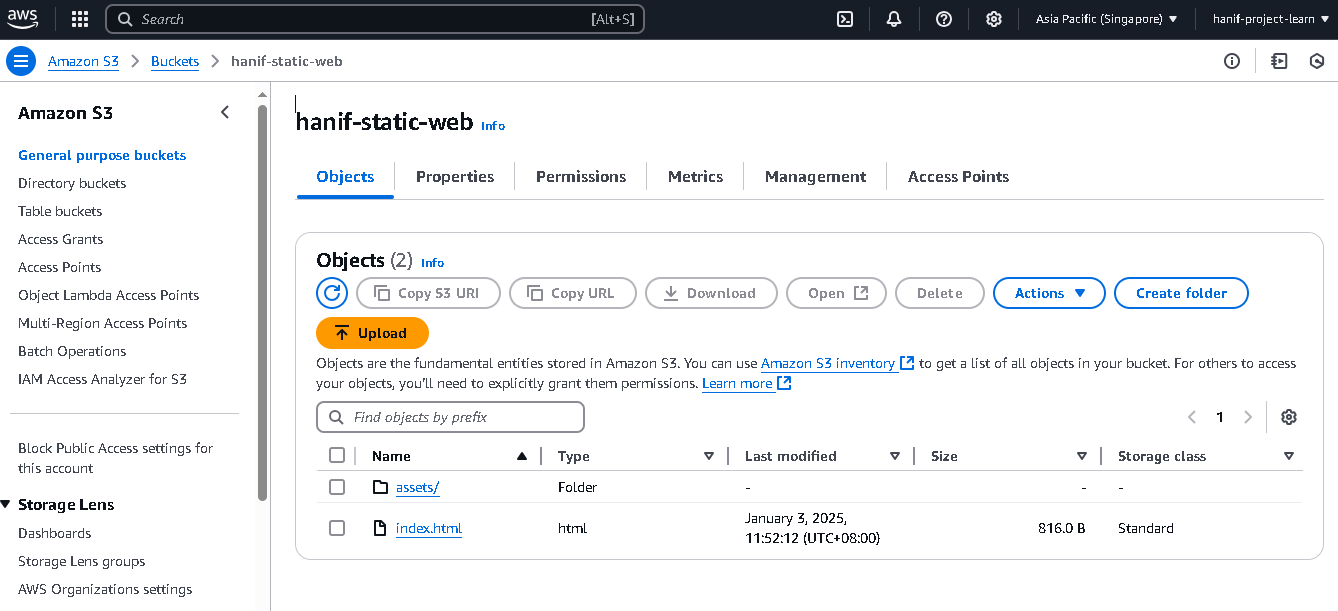 aws
Search [Alt+S]
Asia Pacific (Singapore) hanif-project-learn
Amazon S3 Buckets hanif-static-web
Amazon S3
General purpose buckets
Directory buckets
Table buckets
Access Grants
Access Points
Object Lambda Access Points
Multi-Region Access Points
Batch Operations
IAM Access Analyzer for S3
Block Public Access settings for
this account
Storage Lens
Dashboards
Storage Lens groups
AWS Organizations settings
hanif-static-web Info
Objects Properties Permissions Metrics Management Access Points
Objects (2) Info
Copy S3 URI Copy URL Download Open Delete Actions Create folder
Upload
Objects are the fundamental entities stored in Amazon S3. You can use Amazon S3 inventory to get a list of all objects in your bucket. For others to access
your objects, you'll need to explicitly grant them permissions. Learn more
Find objects by prefix
1
Name Type Last modified Size Storage class
assets/ Folder - - -
index.html html January 3, 2025, 11:52:12 (UTC+08:00) 816.0 B Standard